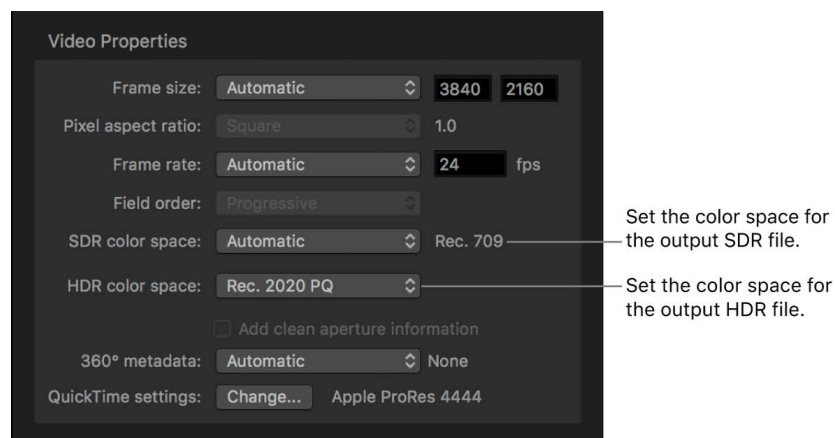 Video Properties
Frame size: Automatic 3840 2160
Pixel aspect ratio: Square 1.0
Frame rate: Automatic 24 fps
Field order: Progressive
SDR color space: Automatic Rec. 709
Set the color space for
the output SDR file.
HDR color space: Rec. 2020 PQ
Set the color space for
the output HDR file.
Add clean aperture information
360° metadata: Automatic None
QuickTime settings: Change... Apple ProRes 4444